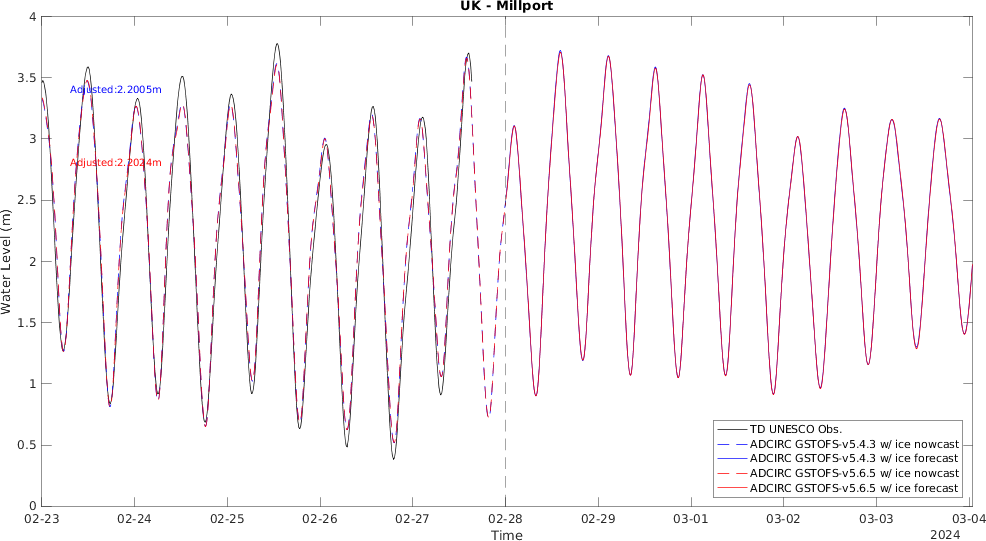 UK - Millport
4
3.5
3
2.5
2
1.5
1
0.5
0
Water Level (m)
Adjusted:2.2005m
Adjusted:2.2024m
TD UNESCO Obs.
ADCIRC GSTOFS-v5.4.3 w/ ice nowcast
ADCIRC GSTOFS-v5.4.3 w/ ice forecast
ADCIRC GSTOFS-v5.6.5 w/ ice nowcast
ADCIRC GSTOFS-v5.6.5 w/ ice forecast
02-23 02-24 02-25 02-26 02-27 02-28 02-29 03-01 03-02 03-03 03-04
Time
2024